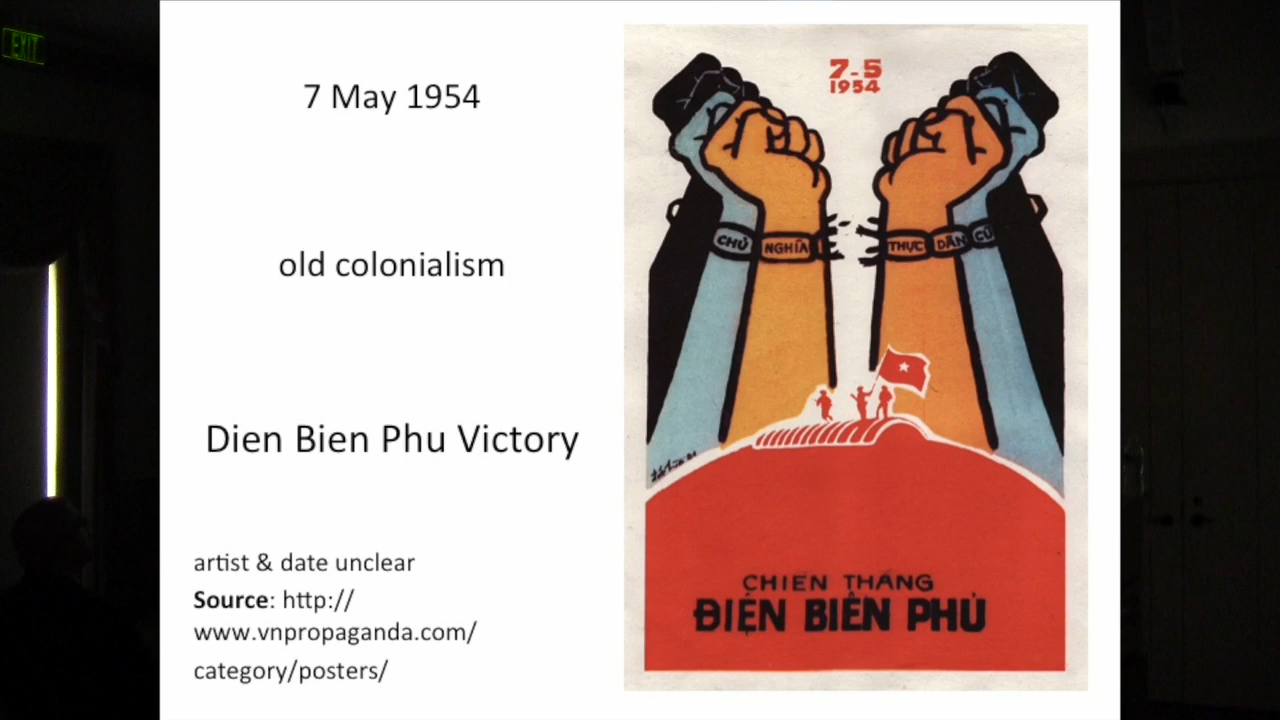 EXIT
7 May 1954
old colonialism
Dien Bien Phu Victory
artist & date unclear
Source: http://
www.vnpropaganda.com/
category/posters/
7-5
1954
CHỦ NGHĨA THỰC DÂN CŨ
CHIẾN THẮNG
ĐIỆN BIÊN PHỦ